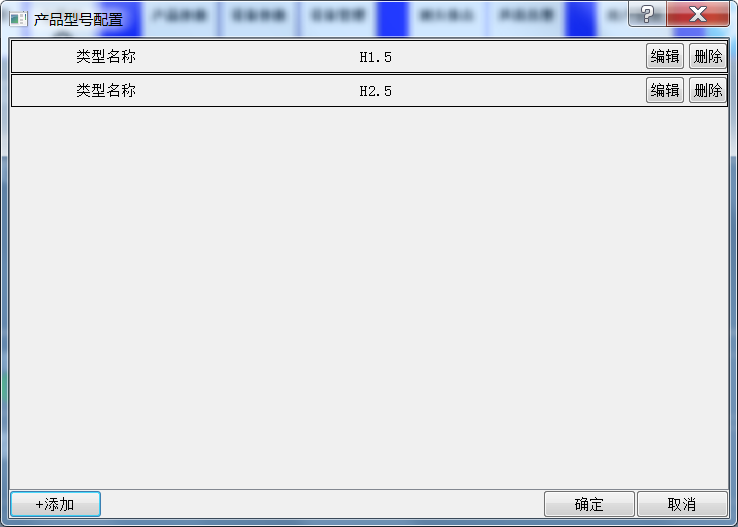 产品型号配置
类型名称 H1.5 编辑 删除
类型名称 H2.5 编辑 删除
+添加 确定 取消